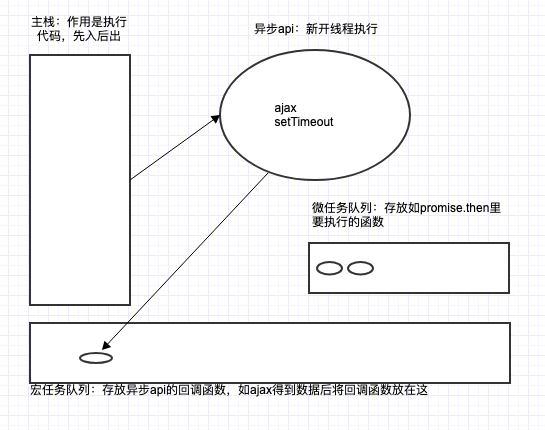 主栈：作用是执行
代码，先入后出
异步api：新开线程执行
ajax
setTimeout
微任务队列：存放如promise.then里
要执行的函数
宏任务队列：存放异步api的回调函数，如ajax得到数据后将回调函数放在这